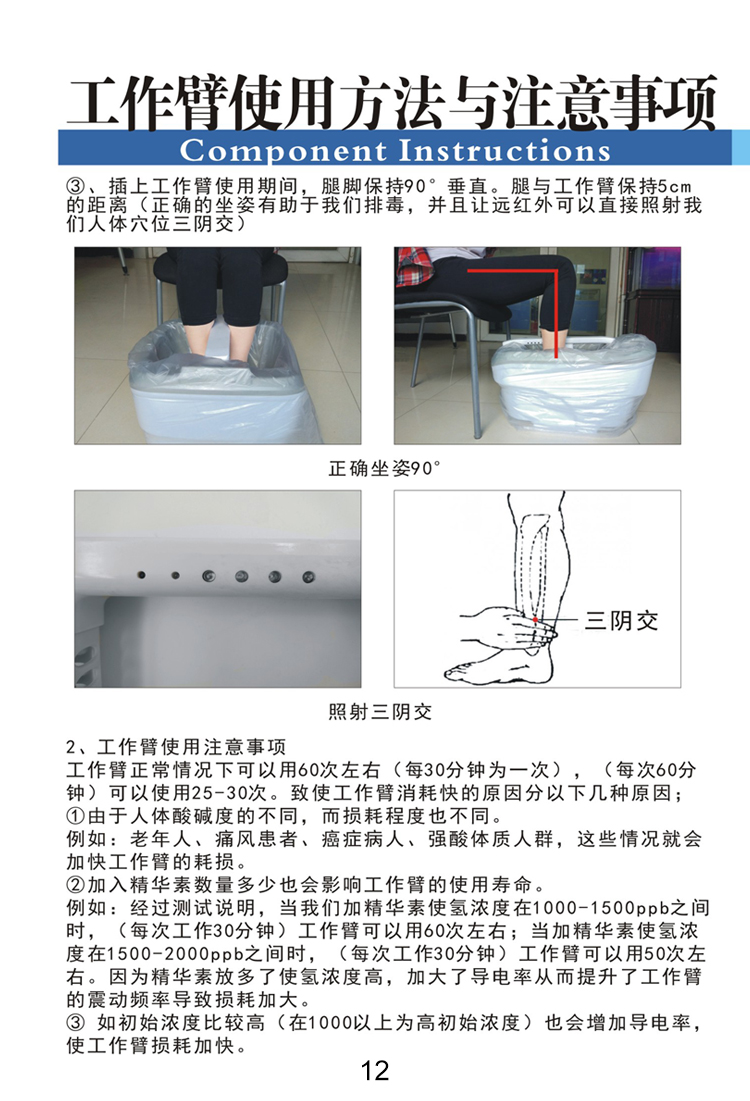 工作臂使用方法与注意事项
Component Instructions
③、插上工作臂使用期间，腿脚保持90°垂直。腿与工作臂保持5cm
的距离（正确的坐姿有助于我们排毒，并且让远红外可以直接照射我
们人体穴位三阴交）
正确坐姿90°
三阴交
照射三阴交
2、工作臂使用注意事项
工作臂正常情况下可以用60次左右（每30分钟为一次），（每次60分
钟）可以使用25-30次。致使工作臂消耗快的原因分以下几种原因；
①由于人体酸碱度的不同，而损耗程度也不同。
例如：老年人、痛风患者、癌症病人、强酸体质人群，这些情况就会
加快工作臂的耗损。
②加入精华素数量多少也会影响工作臂的使用寿命。
例如：经过测试说明，当我们加精华素使氢浓度在1000-1500ppb之间
时，（每次工作30分钟）工作臂可以用60次左右；当加精华素使氢浓
度在1500-2000ppb之间时，（每次工作30分钟）工作臂可以用50次左
右。因为精华素放多了使氢浓度高，加大了导电率从而提升了工作臂
的震动频率导致损耗加大。
③ 如初始浓度比较高（在1000以上为高初始浓度）也会增加导电率，
使工作臂损耗加快。
12